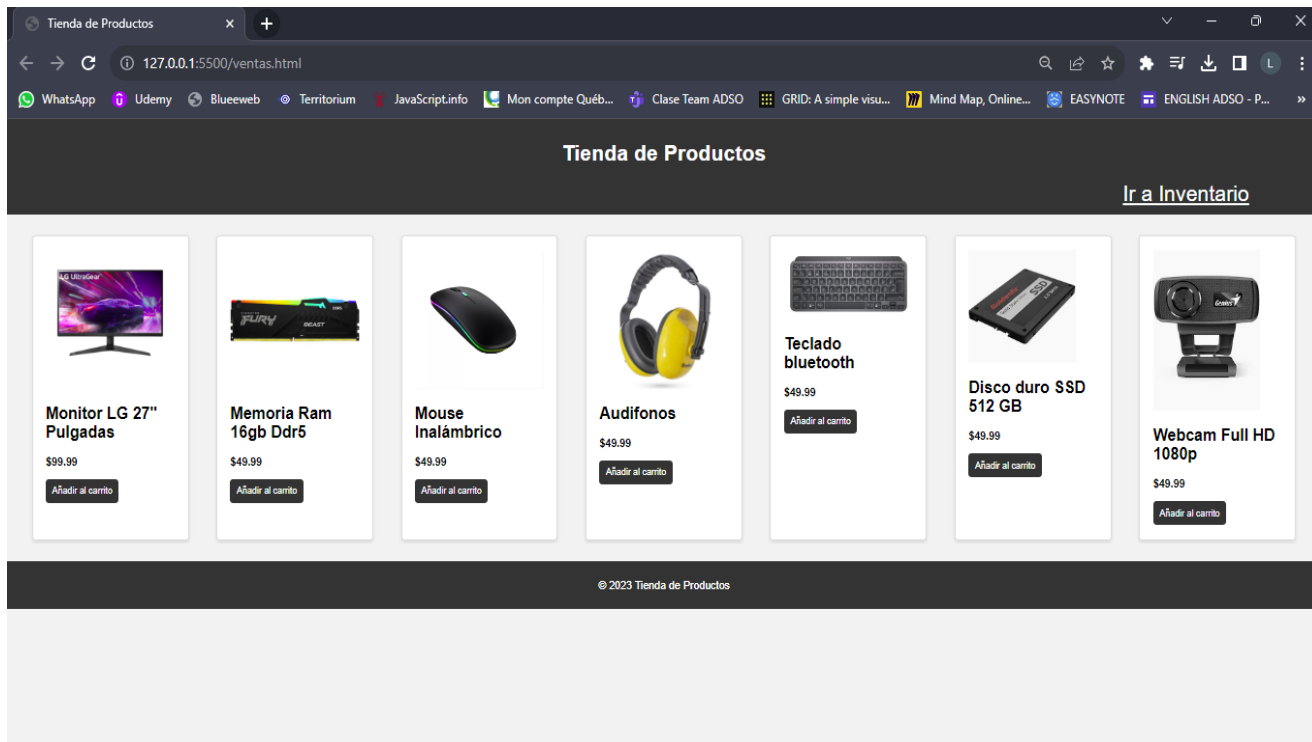 Tienda de Productos
127.0.0.1:5500/ventas.html
L
WhatsApp
Udemy
Blueeweb
Territorium
JavaScript.info
Mon compte Québ...
Clase Team ADSO
GRID: A simple visu...
Mind Map, Online...
EASYNOTE
ENGLISH ADSO - P...
»
Tienda de Productos
Ir a Inventario
LG UltraGear
Monitor LG 27"
Pulgadas
$99.99
Añadir al carrito
FURY
BEAST
Memoria Ram
16gb Ddr5
$49.99
Añadir al carrito
Mouse
Inalámbrico
$49.99
Añadir al carrito
Audifonos
$49.99
Añadir al carrito
Teclado
bluetooth
$49.99
Añadir al carrito
SSD
Disco duro SSD
512 GB
$49.99
Añadir al carrito
Genius
Webcam Full HD
1080p
$49.99
Añadir al carrito
© 2023 Tienda de Productos